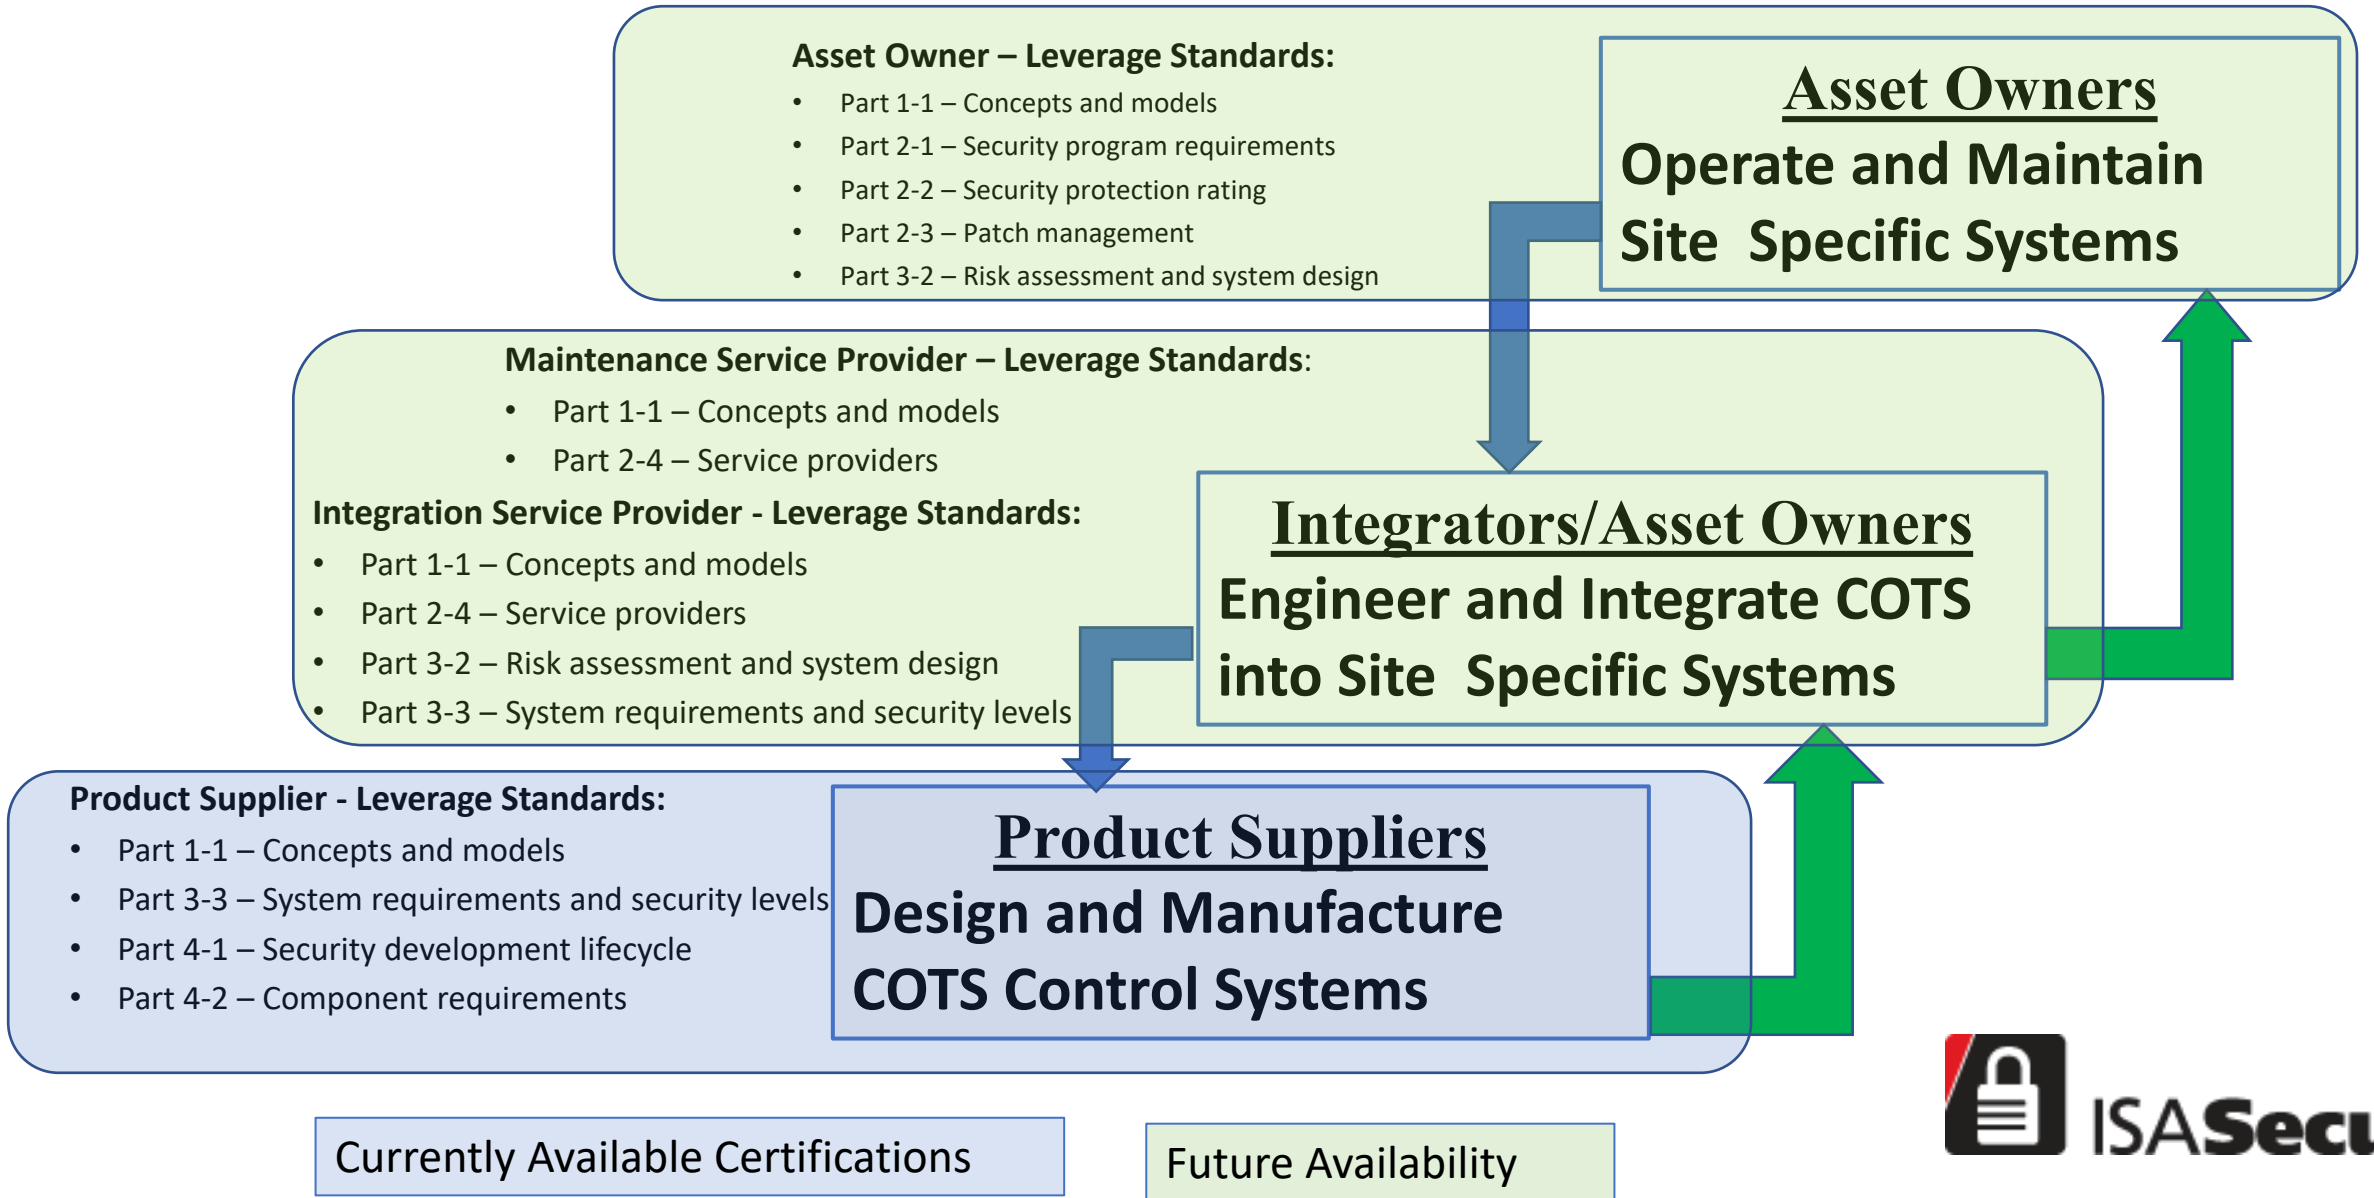 Asset Owner – Leverage Standards:
• Part 1-1 – Concepts and models
• Part 2-1 – Security program requirements
• Part 2-2 – Security protection rating
• Part 2-3 – Patch management
• Part 3-2 – Risk assessment and system design
Asset Owners
Operate and Maintain
Site  Specific Systems
Maintenance Service Provider – Leverage Standards:
• Part 1-1 – Concepts and models
• Part 2-4 – Service providers
Integration Service Provider - Leverage Standards:
• Part 1-1 – Concepts and models
• Part 2-4 – Service providers
• Part 3-2 – Risk assessment and system design
• Part 3-3 – System requirements and security levels
Integrators/Asset Owners
Engineer and Integrate COTS
into Site  Specific Systems
Product Supplier - Leverage Standards:
• Part 1-1 – Concepts and models
• Part 3-3 – System requirements and security levels
• Part 4-1 – Security development lifecycle
• Part 4-2 – Component requirements
Product Suppliers
Design and Manufacture
COTS Control Systems
Currently Available Certifications
Future Availability
ISASecu